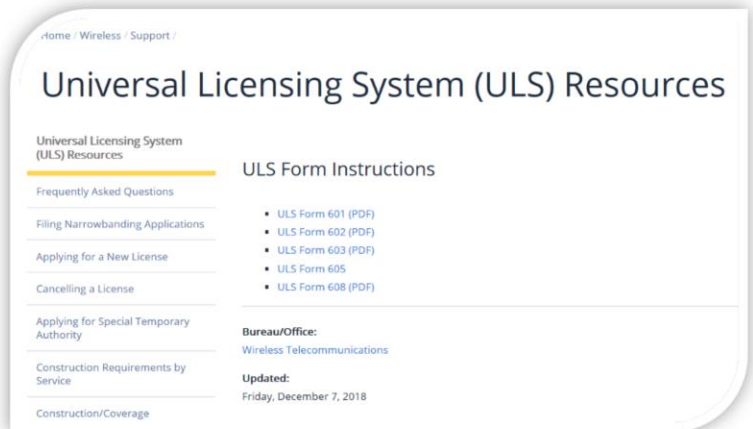 Home / Wireless / Support /
Universal Licensing System (ULS) Resources
Universal Licensing System
(ULS) Resources
Frequently Asked Questions
Filing Narrowbanding Applications
Applying for a New License
Cancelling a License
Applying for Special Temporary
Authority
Construction Requirements by
Service
Construction/Coverage
ULS Form Instructions
ULS Form 601 (PDF)
ULS Form 602 (PDF)
ULS Form 603 (PDF)
ULS Form 605
ULS Form 608 (PDF)
Bureau/Office:
Wireless Telecommunications
Updated:
Friday, December 7, 2018